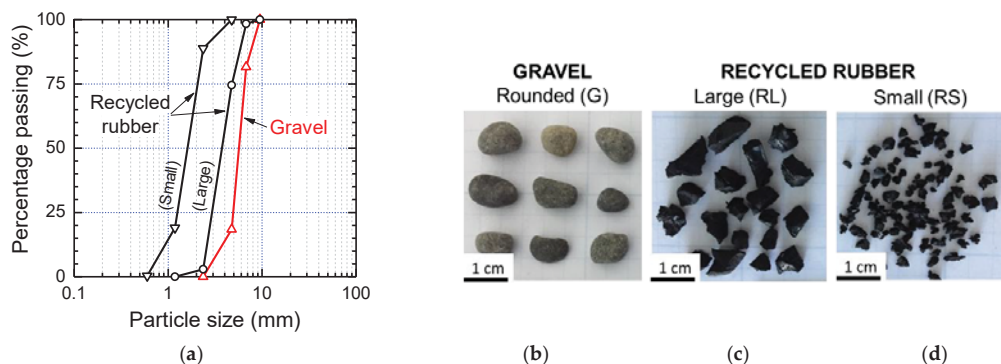 100
75
50
25
0
Percentage passing (%)
Recycled
rubber
Gravel
(Small)
(Large)
0.1 1 10 100
Particle size (mm)
(a)
GRAVEL
Rounded (G)
1 cm
(b)
RECYCLED RUBBER
Large (RL)
1 cm
(c)
Small (RS)
1 cm
(d)